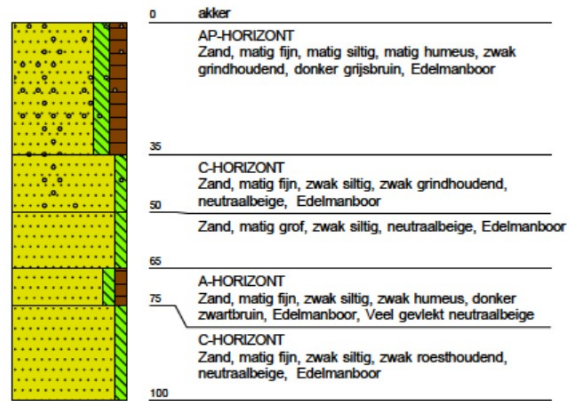 0 akker
AP-HORIZONT
Zand, matig fijn, matig siltig, matig humeus, zwak
grindhoudend, donker grijsbruin, Edelmanboor
35
C-HORIZONT
Zand, matig fijn, zwak siltig, zwak grindhoudend,
neutraalbeige, Edelmanboor
50
Zand, matig grof, zwak siltig, neutraalbeige, Edelmanboor
65
A-HORIZONT
Zand, matig fijn, zwak siltig, zwak humeus, donker
zwartbruin, Edelmanboor, Veel gevlekt neutraalbeige
75
C-HORIZONT
Zand, matig fijn, zwak siltig, zwak roesthoudend,
neutraalbeige, Edelmanboor
100